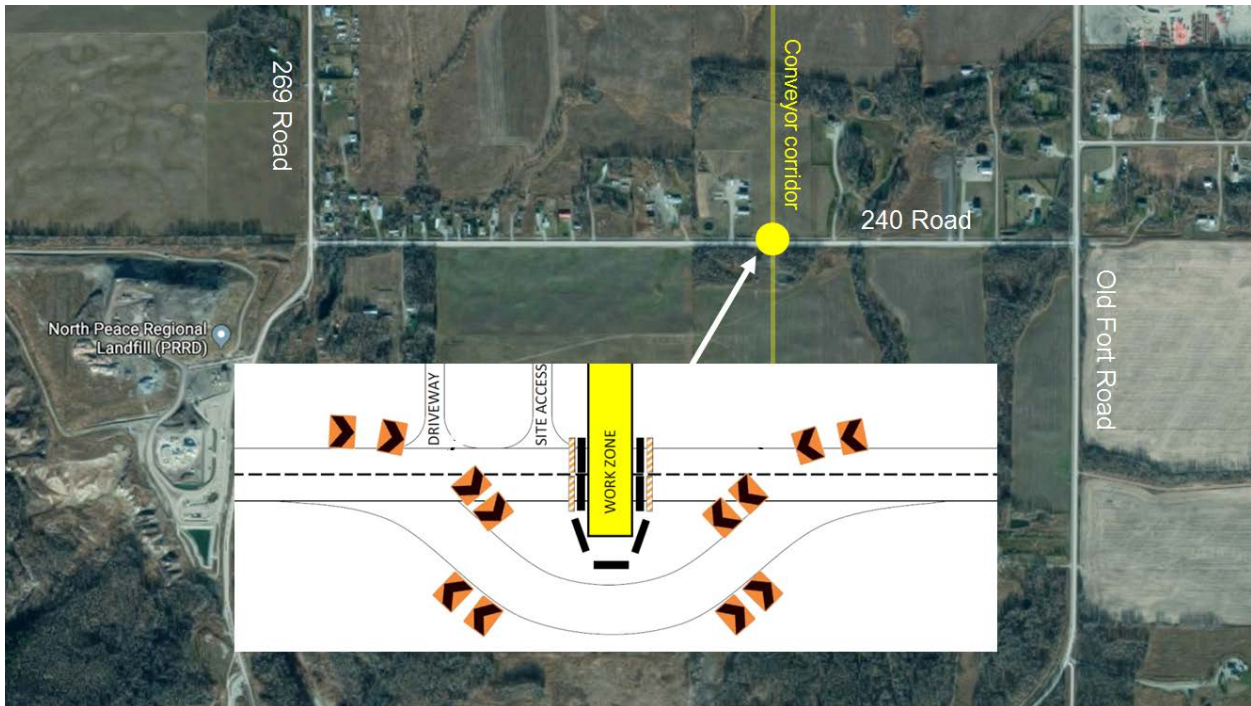 269 Road
Conveyor corridor
240 Road
Old Fort Road
North Peace Regional
Landfill (PRRD)
DRIVEWAY
SITE ACCESS
WORK ZONE